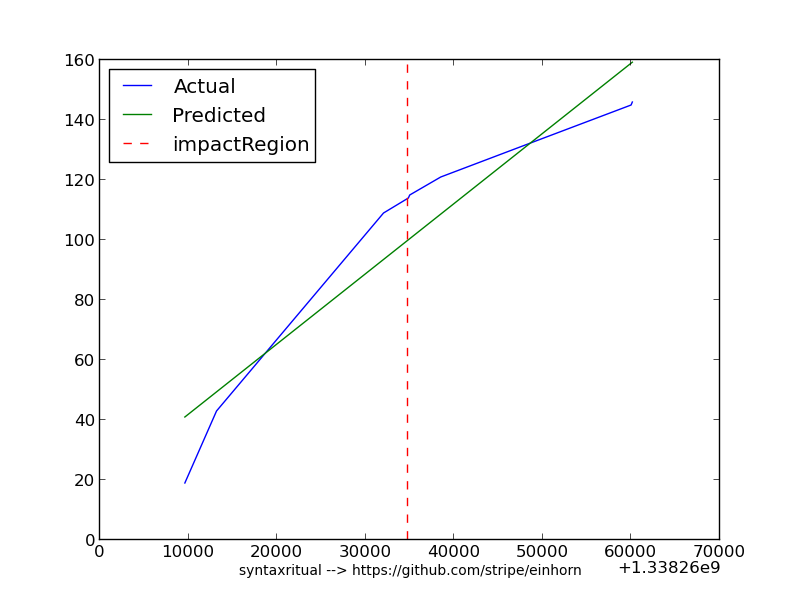 160
140
120
100
80
60
40
20
0
Actual
Predicted
impactRegion
0 10000 20000 30000 40000 50000 60000 70000
+1.33826e9
syntaxritual --> https://github.com/stripe/einhorn